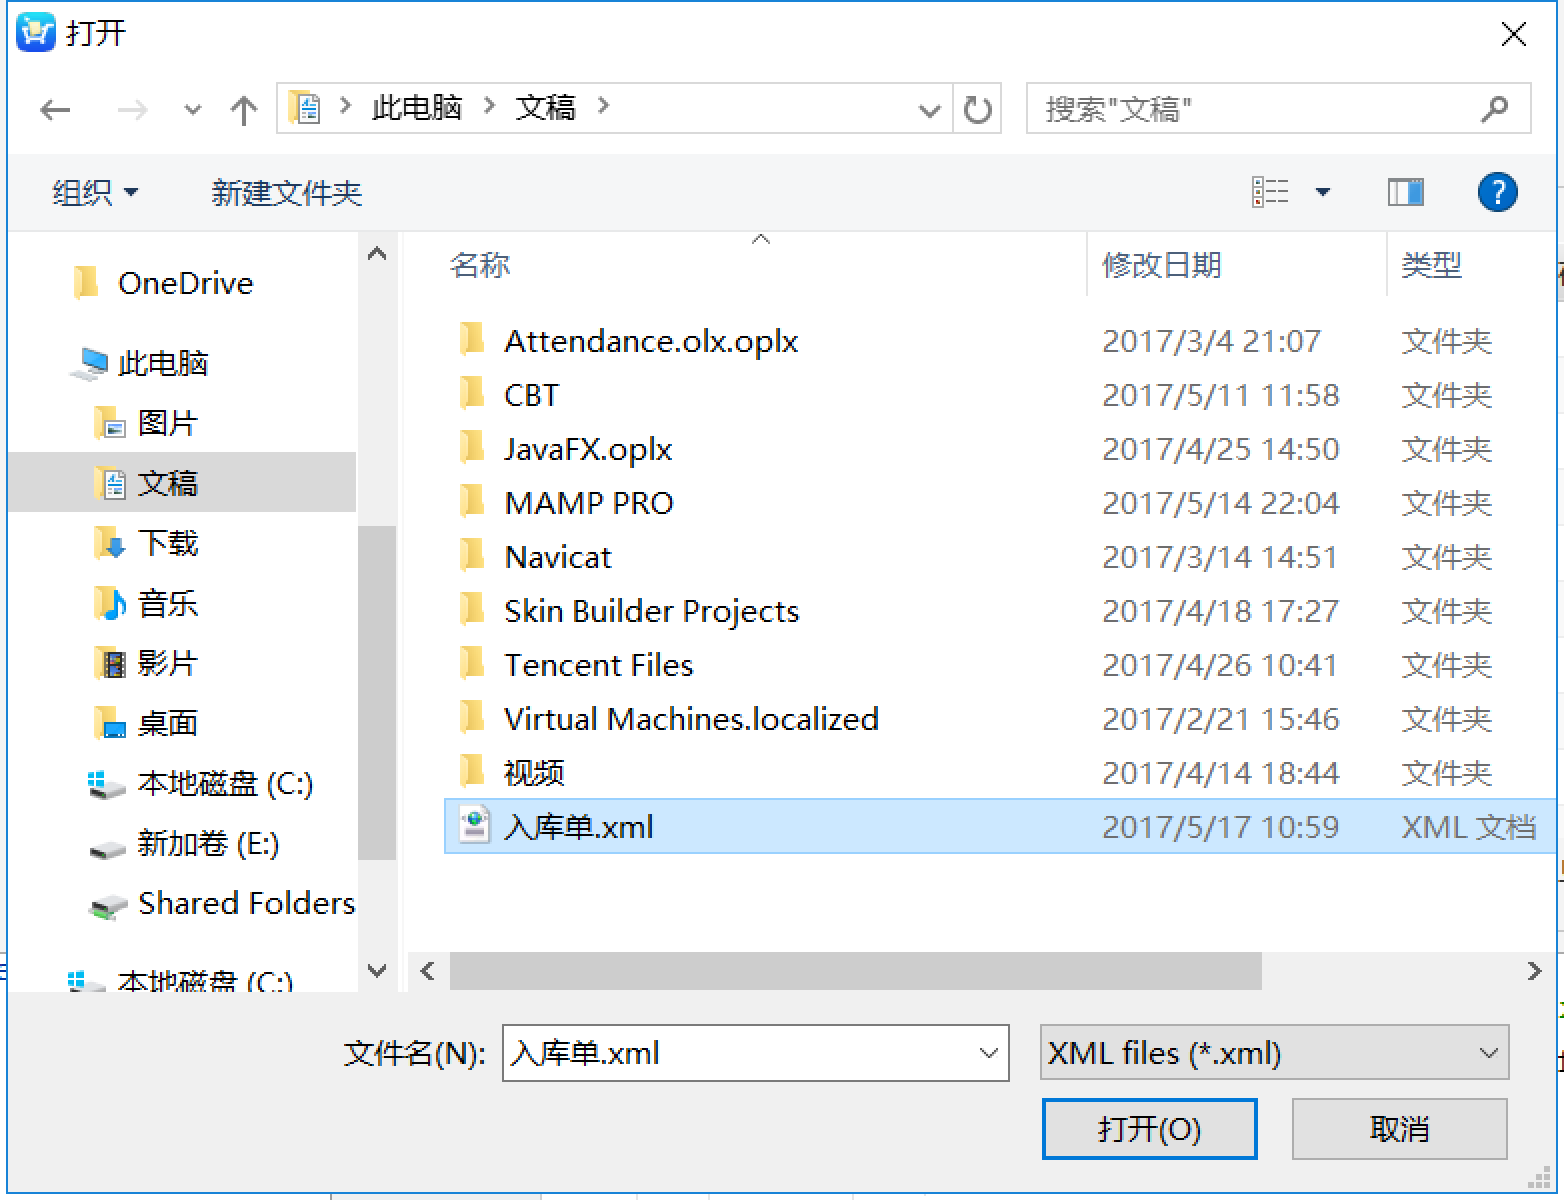 打开
此电脑 文稿
搜索"文稿"
组织 新建文件夹
OneDrive
此电脑
图片
文稿
下载
音乐
影片
桌面
本地磁盘 (C:)
新加卷 (E:)
Shared Folders
本地磁盘 (C:)
名称 修改日期 类型
Attendance.olx.oplx 2017/3/4 21:07 文件夹
CBT 2017/5/11 11:58 文件夹
JavaFX.oplx 2017/4/25 14:50 文件夹
MAMP PRO 2017/5/14 22:04 文件夹
Navicat 2017/3/14 14:51 文件夹
Skin Builder Projects 2017/4/18 17:27 文件夹
Tencent Files 2017/4/26 10:41 文件夹
Virtual Machines.localized 2017/2/21 15:46 文件夹
视频 2017/4/14 18:44 文件夹
入库单.xml 2017/5/17 10:59 XML 文档
文件名(N): 入库单.xml XML files (*.xml)
打开(O) 取消